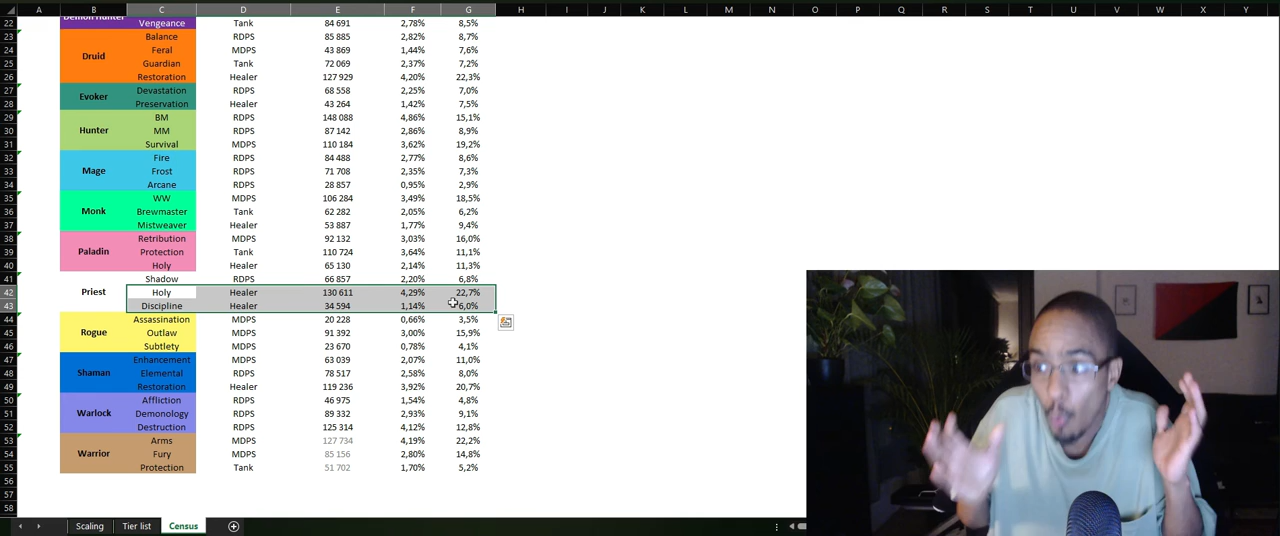 A B C D E F G H I J K L M N O P Q R S T U V W X Y
22 Demon Hunter Vengeance Tank 84 691 2,78% 8,5%
23 Balance RDPS 85 885 2,82% 8,7%
24 Feral MDPS 43 869 1,44% 7,6%
Druid
25 Guardian Tank 72 069 2,37% 7,2%
26 Restoration Healer 127 929 4,20% 22,3%
27 Devastation RDPS 68 558 2,25% 7,0%
Evoker
28 Preservation Healer 43 264 1,42% 7,5%
29 BM RDPS 148 088 4,86% 15,1%
30 Hunter MM RDPS 87 142 2,86% 8,9%
31 Survival MDPS 110 184 3,62% 19,2%
32 Fire RDPS 84 488 2,77% 8,6%
33 Mage Frost RDPS 71 708 2,35% 7,3%
34 Arcane RDPS 28 857 0,95% 2,9%
35 WW MDPS 106 284 3,49% 18,5%
36 Monk Brewmaster Tank 62 282 2,05% 6,2%
37 Mistweaver Healer 53 887 1,77% 9,4%
38 Retribution MDPS 92 132 3,03% 16,0%
39 Paladin Protection Tank 110 724 3,64% 11,1%
40 Holy Healer 65 130 2,14% 11,3%
41 Shadow RDPS 66 857 2,20% 6,8%
42 Priest Holy Healer 130 611 4,29% 22,7%
43 Discipline Healer 34 594 1,14% 6,0%
44 Assassination MDPS 20 228 0,66% 3,5%
45 Rogue Outlaw MDPS 91 392 3,00% 15,9%
46 Subtlety MDPS 23 670 0,78% 4,1%
47 Enhancement MDPS 63 039 2,07% 11,0%
48 Shaman Elemental RDPS 78 517 2,58% 8,0%
49 Restoration Healer 119 236 3,92% 20,7%
50 Affliction RDPS 46 975 1,54% 4,8%
51 Warlock Demonology RDPS 89 332 2,93% 9,1%
52 Destruction RDPS 125 314 4,12% 12,8%
53 Arms MDPS 127 734 4,19% 22,2%
54 Warrior Fury MDPS 85 156 2,80% 14,8%
55 Protection Tank 51 702 1,70% 5,2%
56
57
58
Scaling Tier list Census